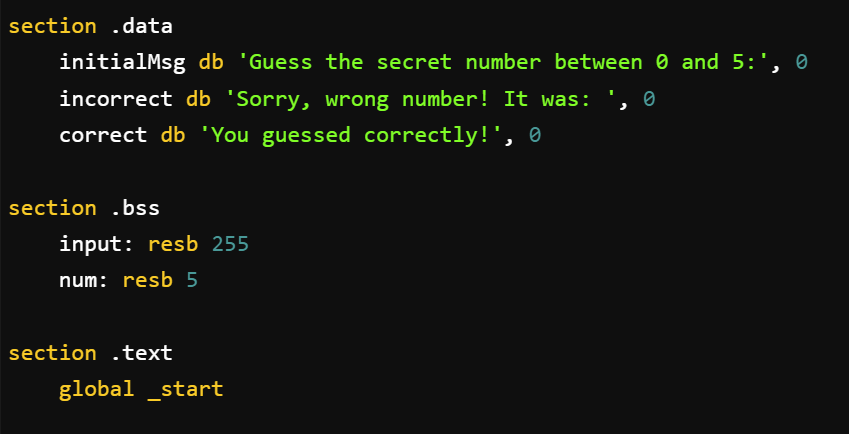 section .data
    initialMsg db 'Guess the secret number between 0 and 5:', 0
    incorrect db 'Sorry, wrong number! It was: ', 0
    correct db 'You guessed correctly!', 0

section .bss
    input: resb 255
    num: resb 5

section .text
    global _start